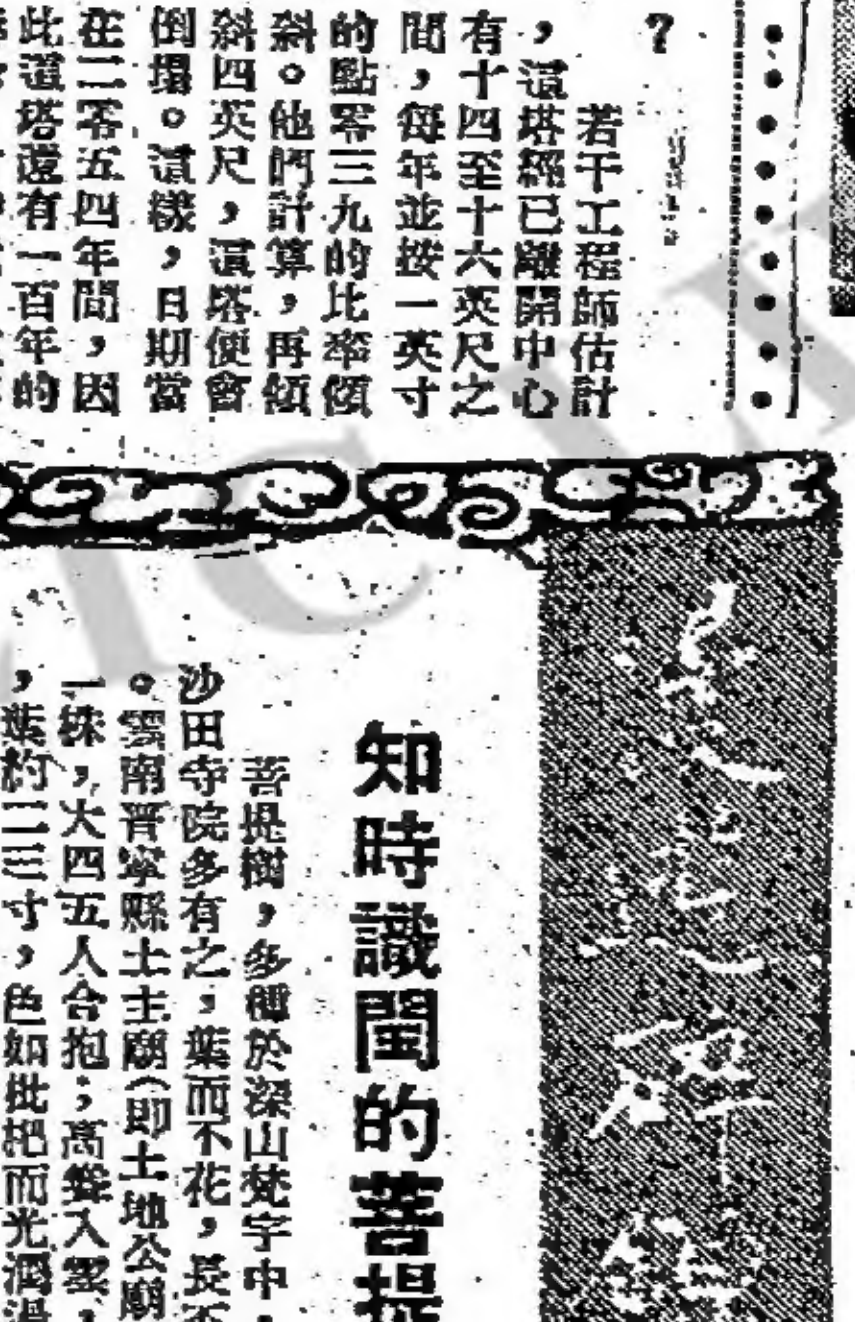 ？
若干工程師估計
，這塔經已離開中心
有十四至十六英尺之
間，每年並按一英寸
的點零三九的比率傾
斜。他們計算，再傾
斜四英尺，這塔便會
倒塌。這樣，日期當
在二零五四年間，因
此這塔還有一百年的
知時識閏的菩提
菩提樹，多種於深山梵宇中，
沙田寺院多有之，葉而不花，長
。雲南晋寧縣土主廟（即土地公廟
一株，大四五人合抱，高聳入雲，
，葉約二三寸，色如枇杷而光潤